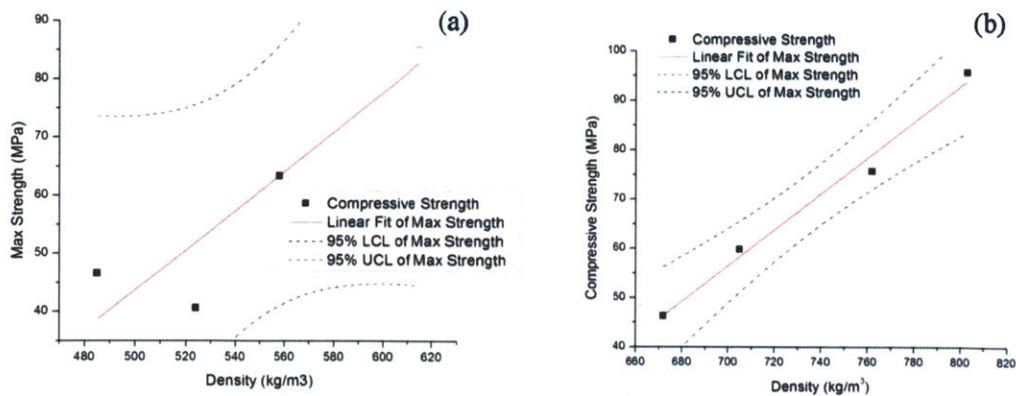 (a)
Max Strength (MPa)
90
80
70
60
50
40
480
500
520
540
560
580
600
620
Density (kg/m3)
Compressive Strength
Linear Fit of Max Strength
95% LCL of Max Strength
95% UCL of Max Strength
(b)
Compressive Strength
Linear Fit of Max Strength
95% LCL of Max Strength
95% UCL of Max Strength
Compressive Strength (MPa)
100
90
80
70
60
50
40
660
680
700
720
740
760
780
800
820
Density (kg/m³)